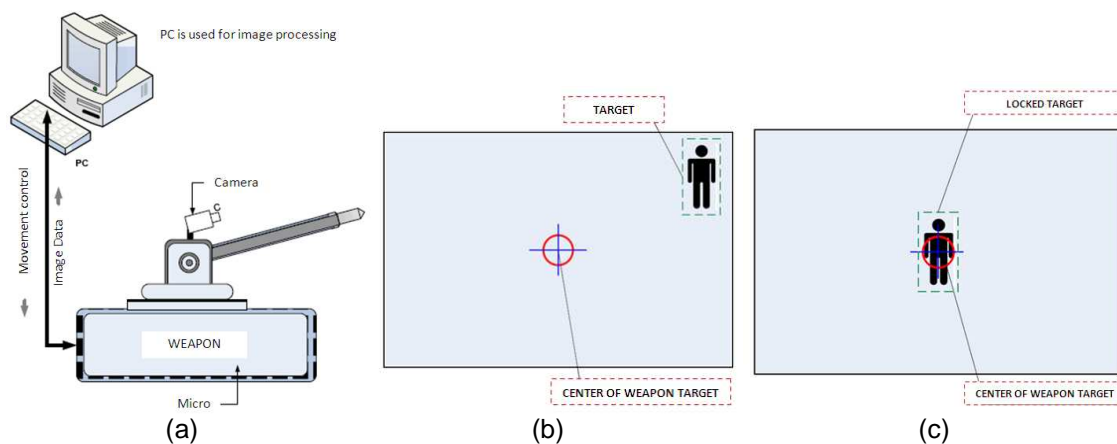 PC is used for image processing
PC
Movement control
Image Data
Camera
C
WEAPON
Micro
(a)
TARGET
CENTER OF WEAPON TARGET
(b)
LOCKED TARGET
CENTER OF WEAPON TARGET
(c)